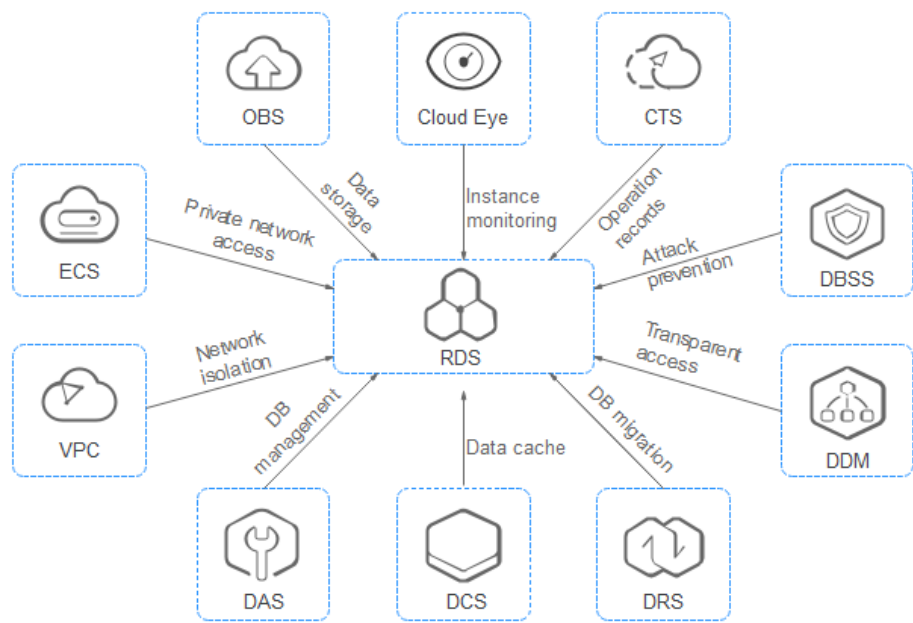 OBS
Cloud Eye
CTS
Data
storage
Instance
monitoring
Operation
records
ECS
Private network
access
Attack
prevention
DBSS
RDS
VPC
Network
isolation
Transparent
access
DDM
DB
management
Data cache
DB migration
DAS
DCS
DRS